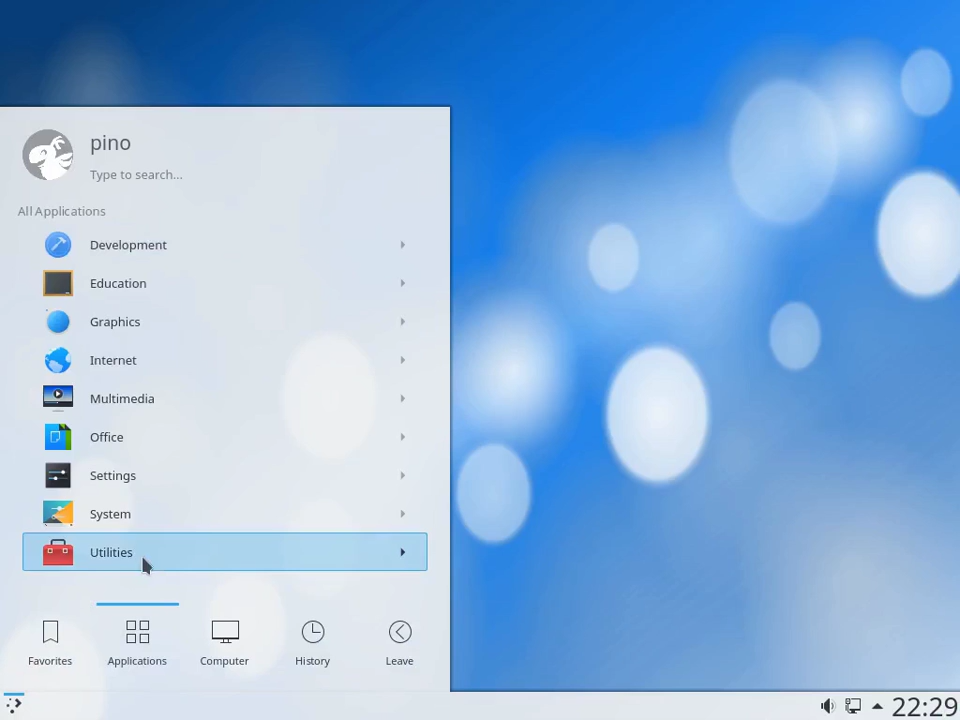 pino
Type to search...
All Applications
Development
Education
Graphics
Internet
Multimedia
Office
Settings
System
Utilities
Favorites
Applications
Computer
History
Leave
22:29